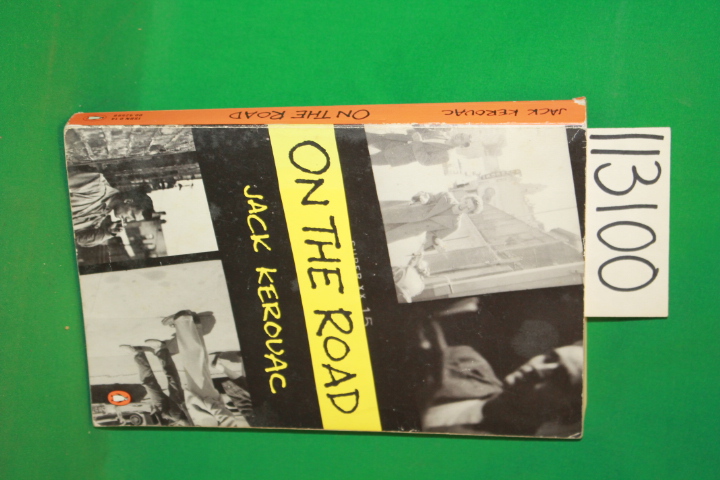 JACK KEROUAC
ON THE ROAD
ON THE ROAD
JACK KEROUAC
113100